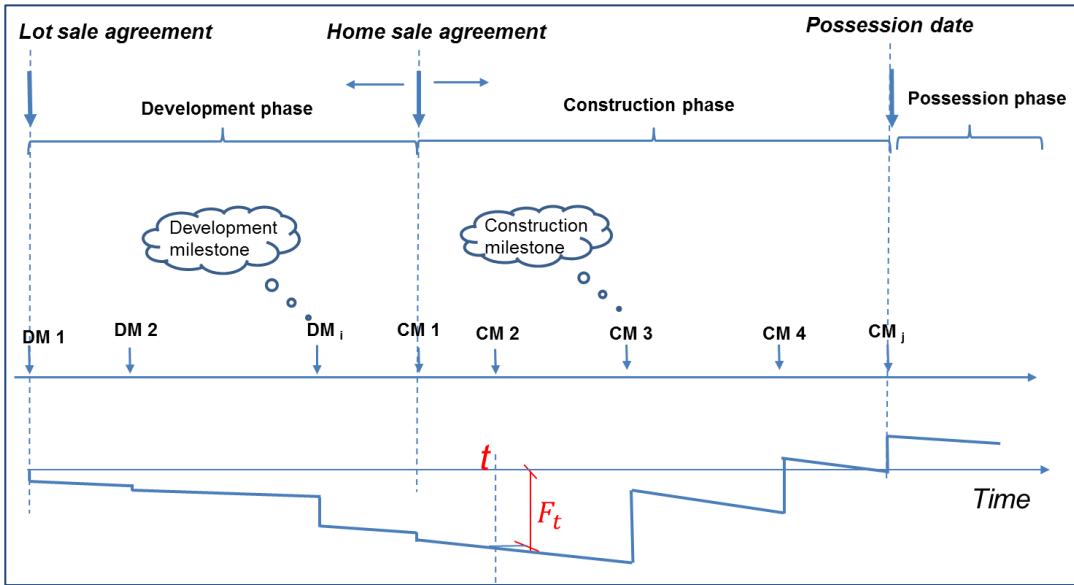 Lot sale agreement
Home sale agreement
Possession date
Development phase
Construction phase
Possession phase
Development
milestone
Construction
milestone
DM 1
DM 2
DM i
CM 1
CM 2
CM 3
CM 4
CM j
t
Ft
Time